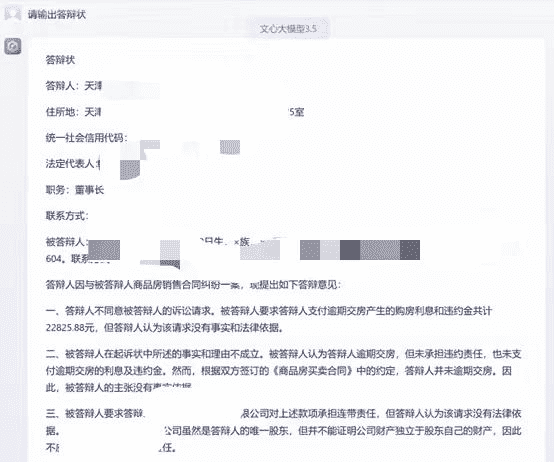 请输出答辩状
文心大模型3.5
答辩状
答辩人：天津
住所地：天津 5室
统一社会信用代码：
法定代表人
职务：董事长
联系方式：
被答辩人： 日生，×族
604。联系
答辩人因与被答辩人商品房销售合同纠纷一案，现提出如下答辩意见：
一、答辩人不同意被答辩人的诉讼请求。被答辩人要求答辩人支付逾期交房产生的购房利息和违约金共计
22825.88元，但答辩人认为该请求没有事实和法律依据。
二、被答辩人在起诉状中所述的事实和理由不成立。被答辩人认为答辩人逾期交房，但未承担违约责任，也未支
付逾期交房的利息及违约金。然而，根据双方签订的《商品房买卖合同》中的约定，答辩人并未逾期交房。因
此，被答辩人的主张没有事实依据
三、被答辩人要求答辩 限公司对上述款项承担连带责任，但答辩人认为该请求没有法律依
据。 公司虽然是答辩人的唯一股东，但并不能证明公司财产独立于股东自己的财产，因此
不 任。